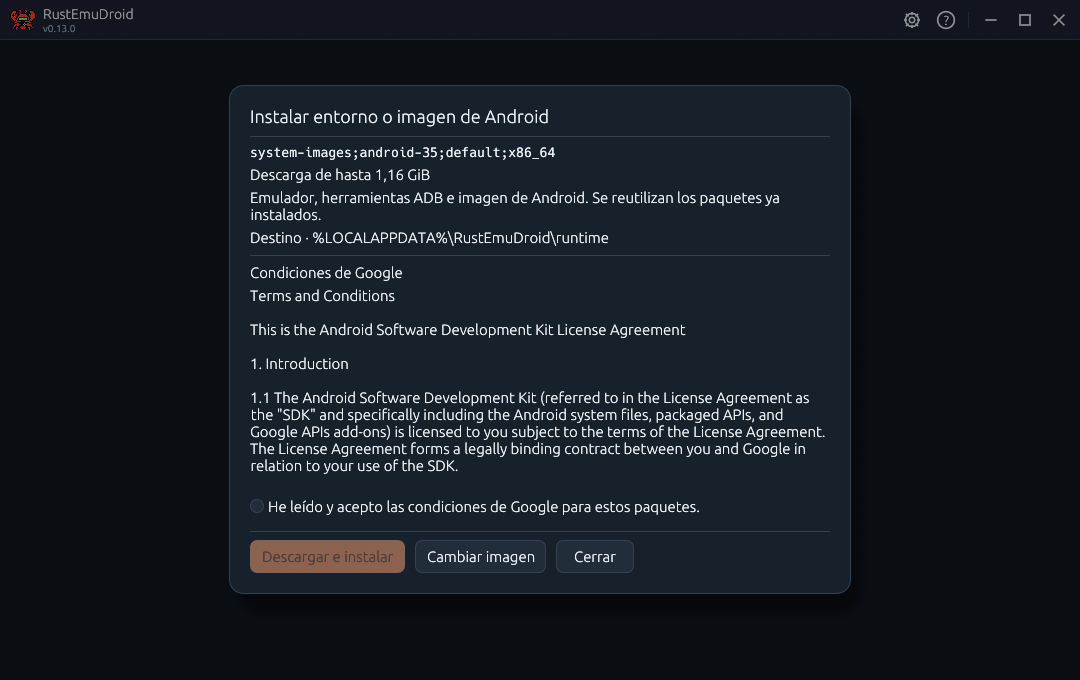 RustEmuDroid
v0.13.0
Instalar entorno o imagen de Android
system-images;android-35;default;x86_64
Descarga de hasta 1,16 GiB
Emulador, herramientas ADB e imagen de Android. Se reutilizan los paquetes ya
instalados.
Destino · %LOCALAPPDATA%\RustEmuDroid\runtime
Condiciones de Google
Terms and Conditions
This is the Android Software Development Kit License Agreement
1. Introduction
1.1 The Android Software Development Kit (referred to in the License Agreement as
the "SDK" and specifically including the Android system files, packaged APIs, and
Google APIs add-ons) is licensed to you subject to the terms of the License Agreement.
The License Agreement forms a legally binding contract between you and Google in
relation to your use of the SDK.
He leído y acepto las condiciones de Google para estos paquetes.
Descargar e instalar
Cambiar imagen
Cerrar